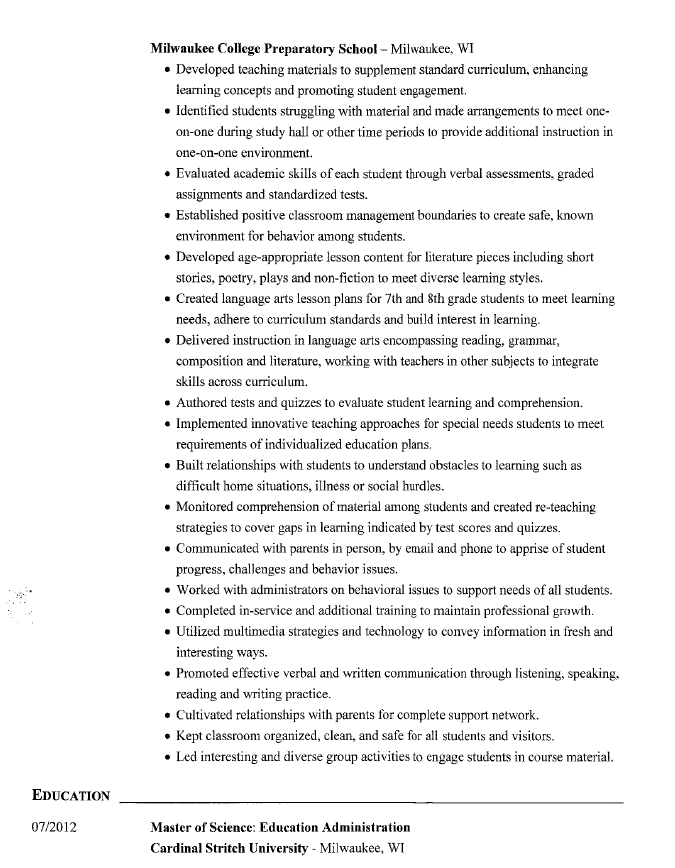 Milwaukee College Preparatory School – Milwaukee, WI
• Developed teaching materials to supplement standard curriculum, enhancing
learning concepts and promoting student engagement.
• Identified students struggling with material and made arrangements to meet one-
on-one during study hall or other time periods to provide additional instruction in
one-on-one environment.
• Evaluated academic skills of each student through verbal assessments, graded
assignments and standardized tests.
• Established positive classroom management boundaries to create safe, known
environment for behavior among students.
• Developed age-appropriate lesson content for literature pieces including short
stories, poetry, plays and non-fiction to meet diverse learning styles.
• Created language arts lesson plans for 7th and 8th grade students to meet learning
needs, adhere to curriculum standards and build interest in learning.
• Delivered instruction in language arts encompassing reading, grammar,
composition and literature, working with teachers in other subjects to integrate
skills across curriculum.
• Authored tests and quizzes to evaluate student learning and comprehension.
• Implemented innovative teaching approaches for special needs students to meet
requirements of individualized education plans.
• Built relationships with students to understand obstacles to learning such as
difficult home situations, illness or social hurdles.
• Monitored comprehension of material among students and created re-teaching
strategies to cover gaps in learning indicated by test scores and quizzes.
• Communicated with parents in person, by email and phone to apprise of student
progress, challenges and behavior issues.
• Worked with administrators on behavioral issues to support needs of all students.
• Completed in-service and additional training to maintain professional growth.
• Utilized multimedia strategies and technology to convey information in fresh and
interesting ways.
• Promoted effective verbal and written communication through listening, speaking,
reading and writing practice.
• Cultivated relationships with parents for complete support network.
• Kept classroom organized, clean, and safe for all students and visitors.
• Led interesting and diverse group activities to engage students in course material.
EDUCATION
07/2012 Master of Science: Education Administration
Cardinal Stritch University - Milwaukee, WI